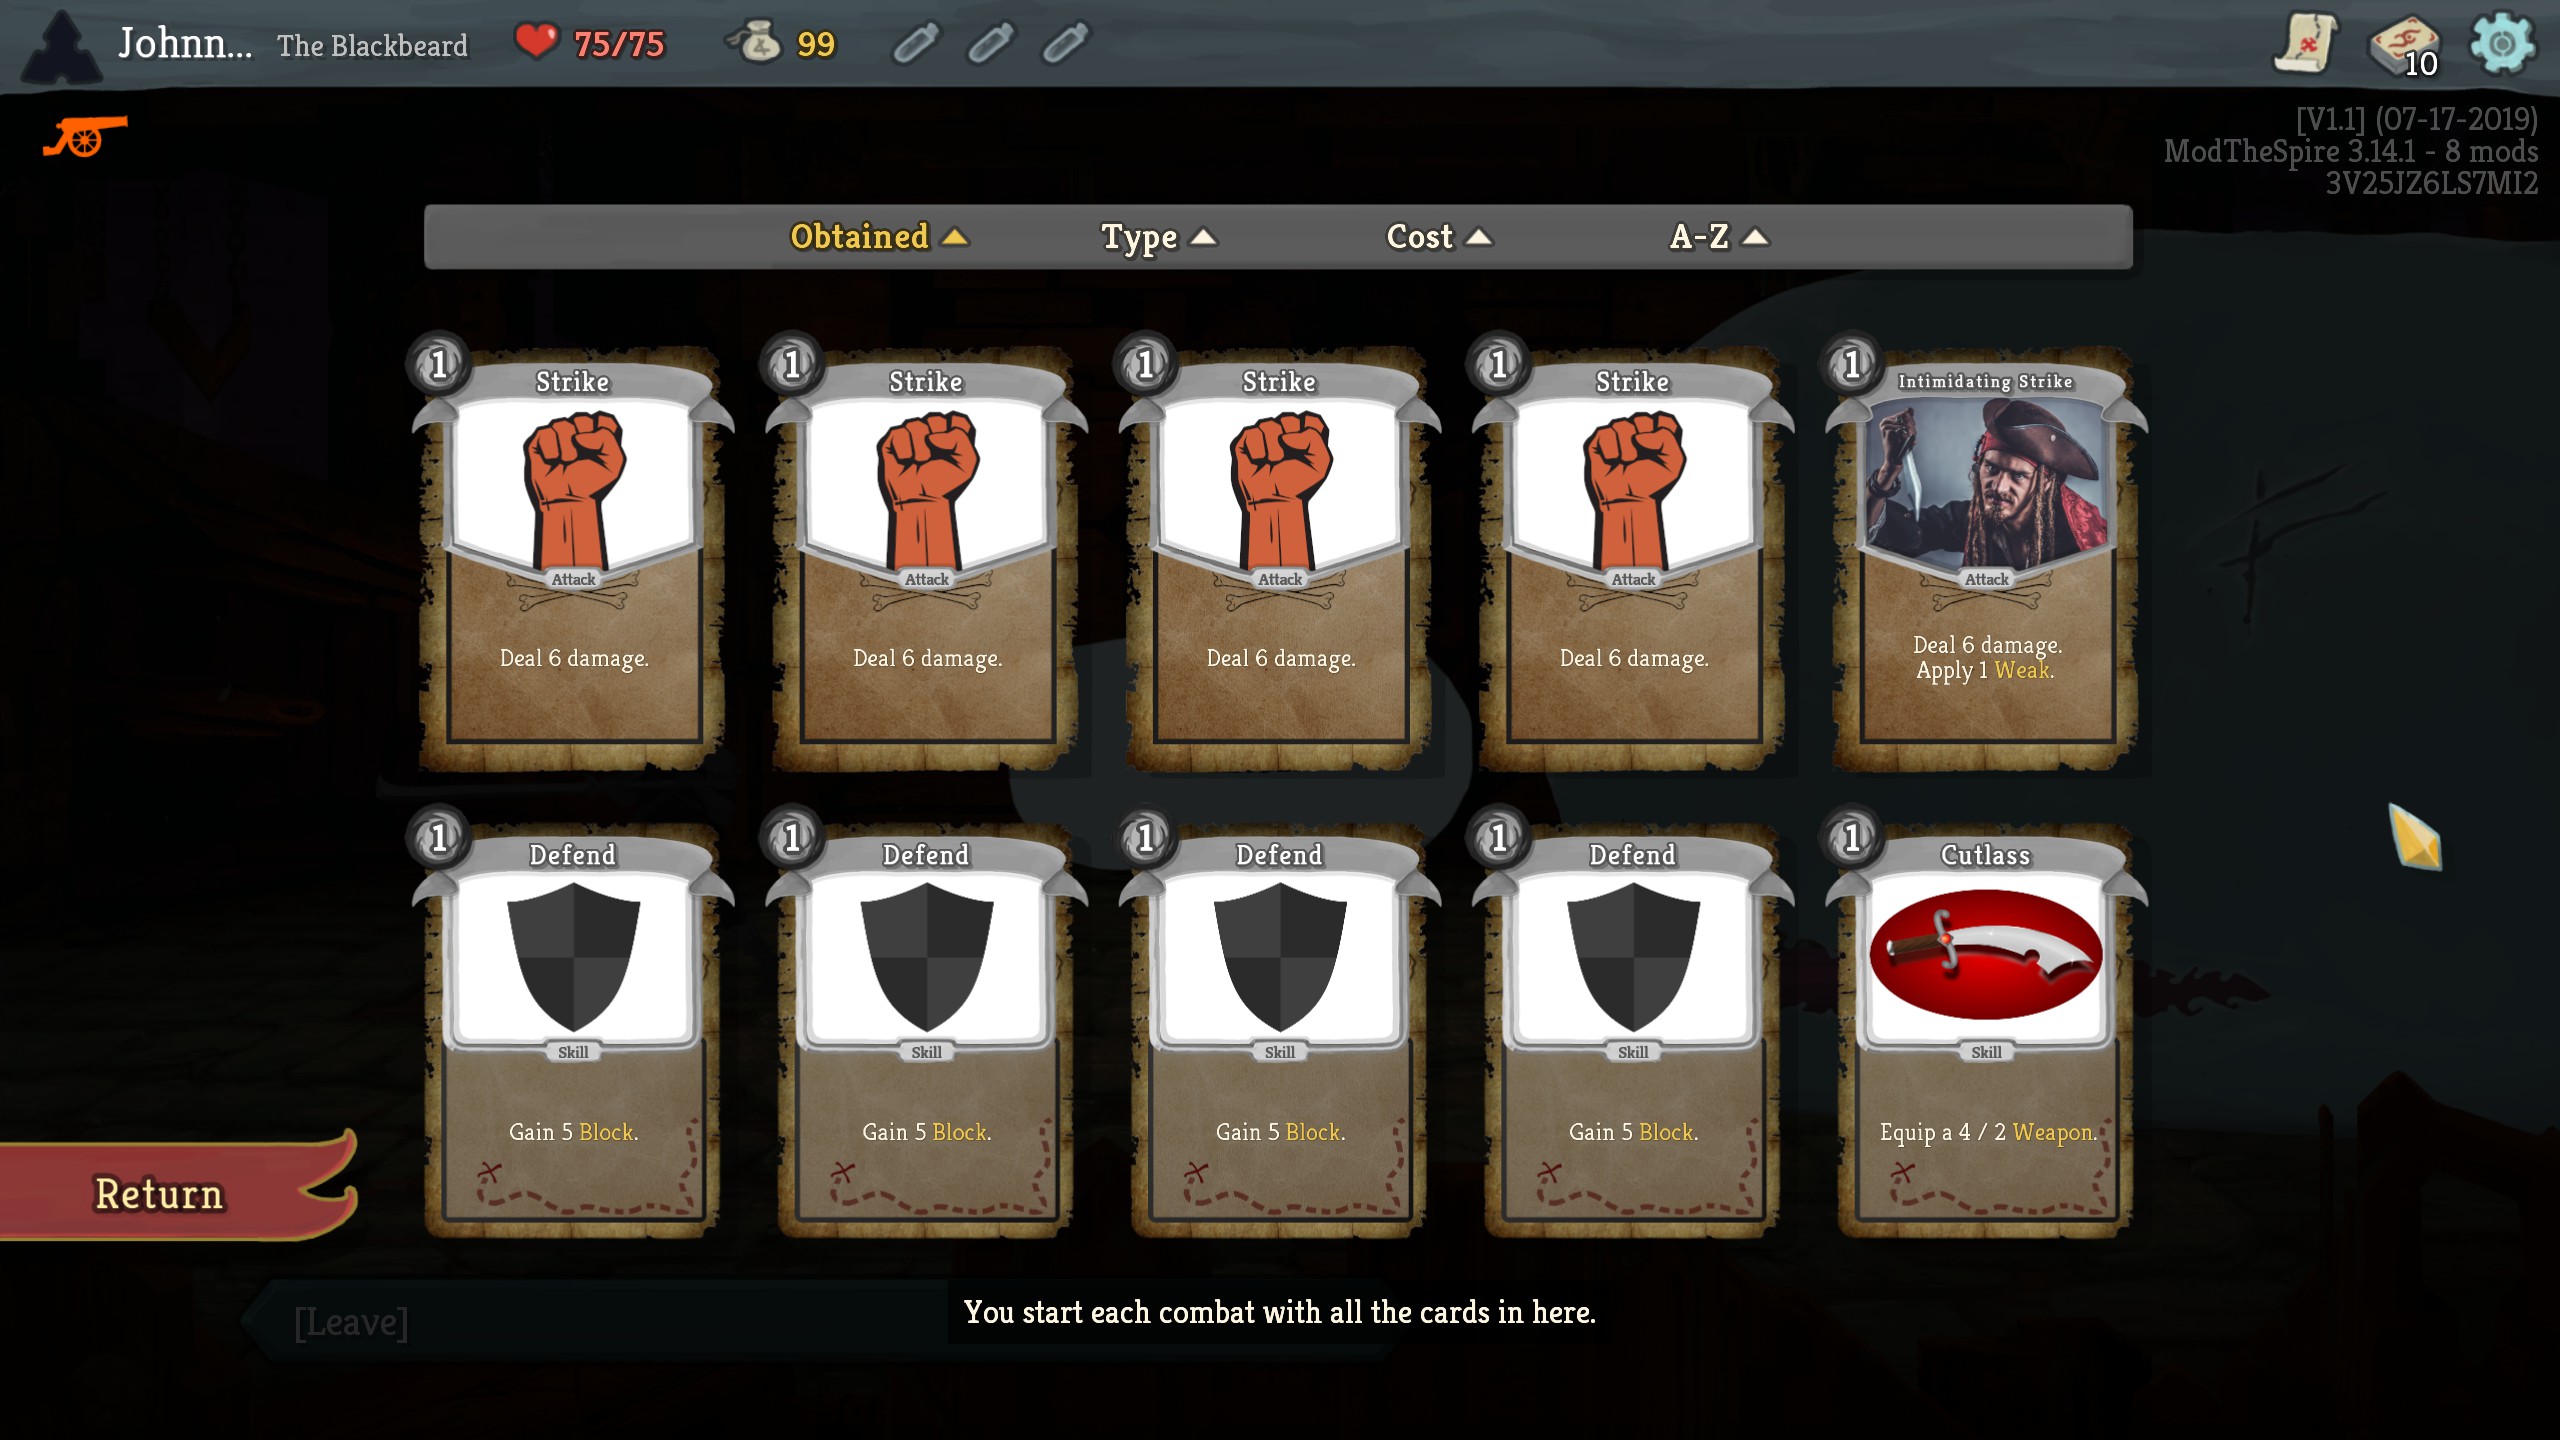 Johnn... The Blackbeard 75/75 99
10
[V1.1] (07-17-2019)
ModTheSpire 3.14.1 - 8 mods
3V25JZ6LS7MI2
Obtained Type Cost A-Z
1 Strike
Attack
Deal 6 damage.
1 Strike
Attack
Deal 6 damage.
1 Strike
Attack
Deal 6 damage.
1 Strike
Attack
Deal 6 damage.
1 Intimidating Strike
Attack
Deal 6 damage.
Apply 1 Weak.
1 Defend
Skill
Gain 5 Block.
1 Defend
Skill
Gain 5 Block.
1 Defend
Skill
Gain 5 Block.
1 Defend
Skill
Gain 5 Block.
1 Cutlass
Skill
Equip a 4 / 2 Weapon.
Return
[Leave]
You start each combat with all the cards in here.